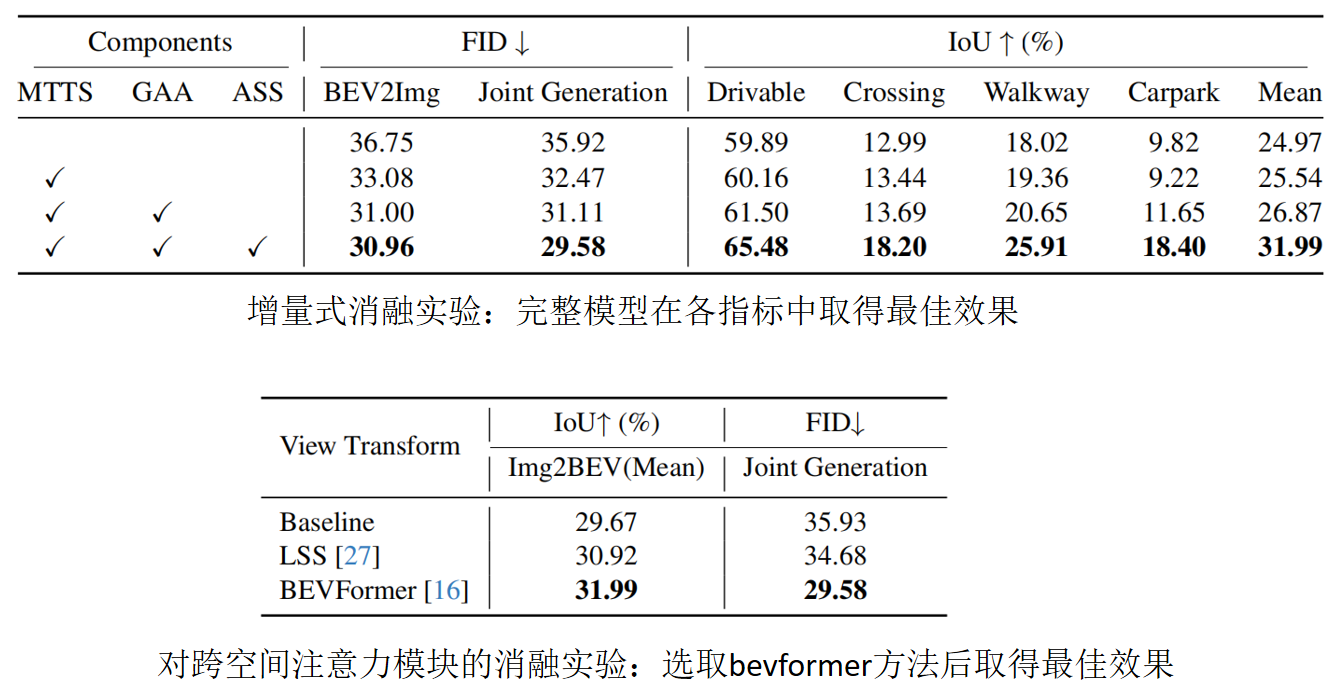 Components FID ↓ IoU ↑ (%)
MTTS GAA ASS BEV2Img Joint Generation Drivable Crossing Walkway Carpark Mean
36.75 35.92 59.89 12.99 18.02 9.82 24.97
✓ 33.08 32.47 60.16 13.44 19.36 9.22 25.54
✓ ✓ 31.00 31.11 61.50 13.69 20.65 11.65 26.87
✓ ✓ ✓ 30.96 29.58 65.48 18.20 25.91 18.40 31.99
增量式消融实验：完整模型在各指标中取得最佳效果
View Transform IoU↑ (%) FID↓
Img2BEV(Mean) Joint Generation
Baseline 29.67 35.93
LSS [27] 30.92 34.68
BEVFormer [16] 31.99 29.58
对跨空间注意力模块的消融实验：选取bevformer方法后取得最佳效果